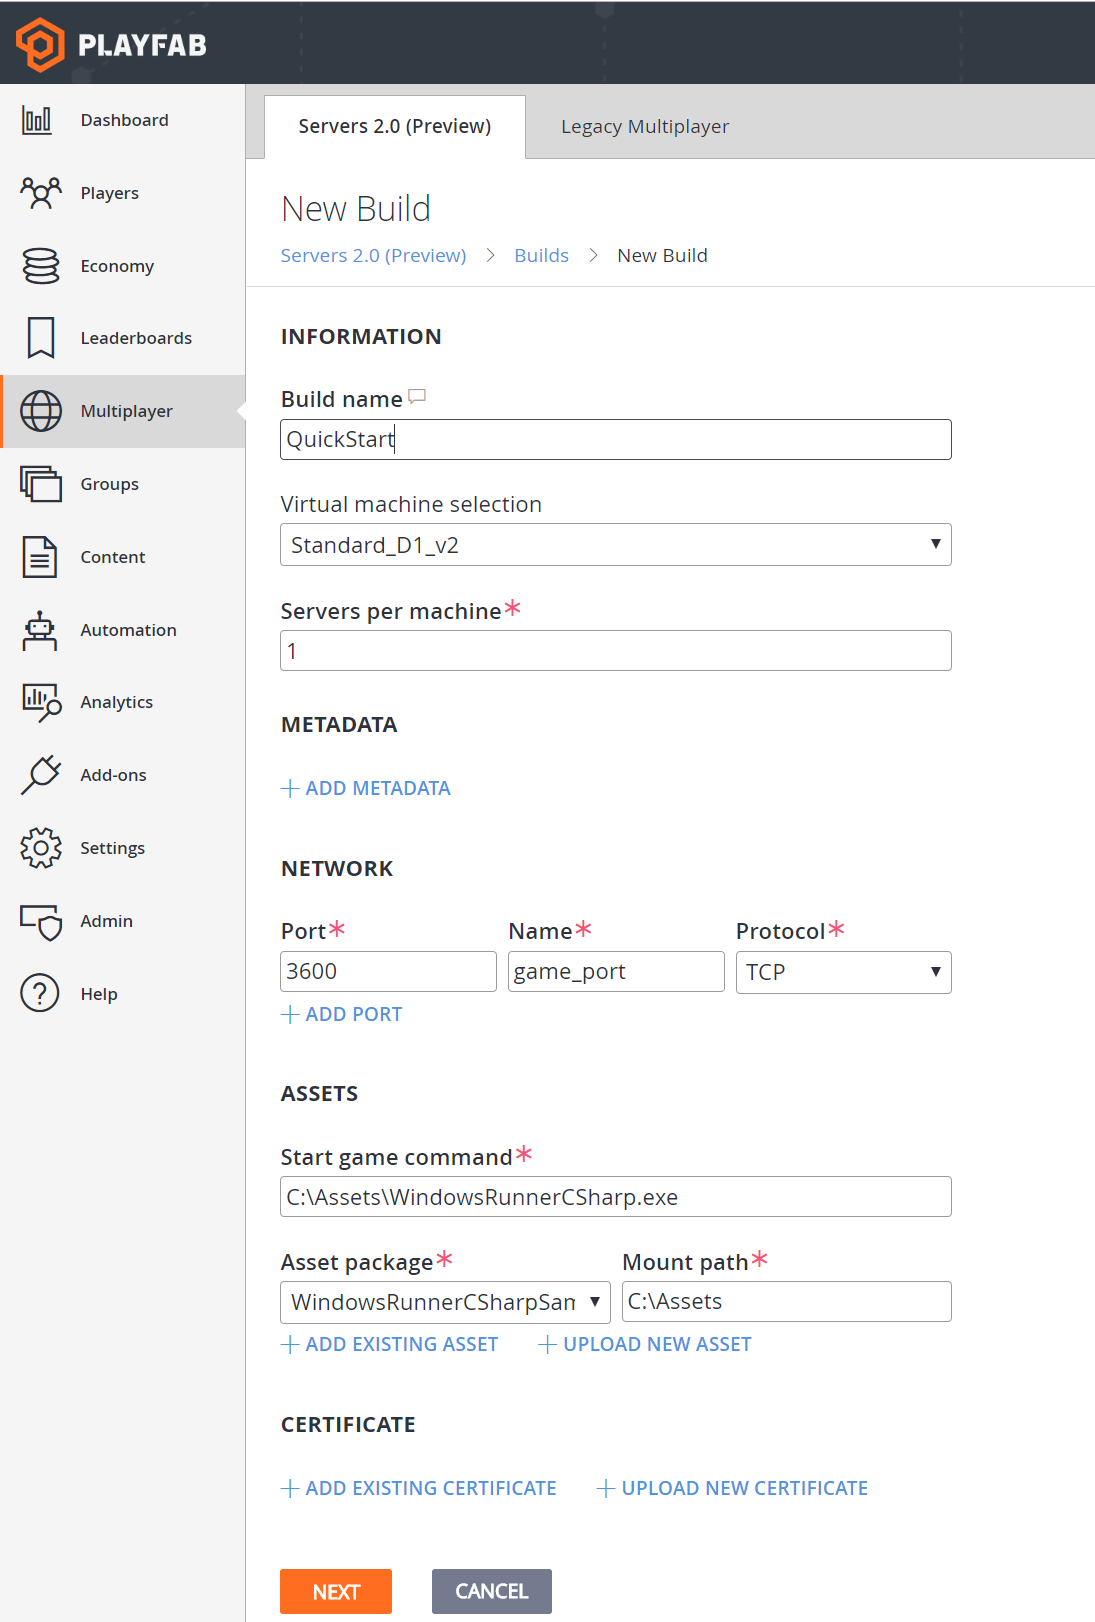 PLAYFAB
Dashboard
Players
Economy
Leaderboards
Multiplayer
Groups
Content
Automation
Analytics
Add-ons
Settings
Admin
Help
Servers 2.0 (Preview)
Legacy Multiplayer
New Build
Servers 2.0 (Preview) > Builds > New Build
INFORMATION
Build name
QuickStart
Virtual machine selection
Standard_D1_v2
Servers per machine*
1
METADATA
+ ADD METADATA
NETWORK
Port* Name* Protocol*
3600 game_port TCP
+ ADD PORT
ASSETS
Start game command*
C:\Assets\WindowsRunnerCSharp.exe
Asset package* Mount path*
WindowsRunnerCSharpSam C:\Assets
+ ADD EXISTING ASSET + UPLOAD NEW ASSET
CERTIFICATE
+ ADD EXISTING CERTIFICATE + UPLOAD NEW CERTIFICATE
NEXT CANCEL